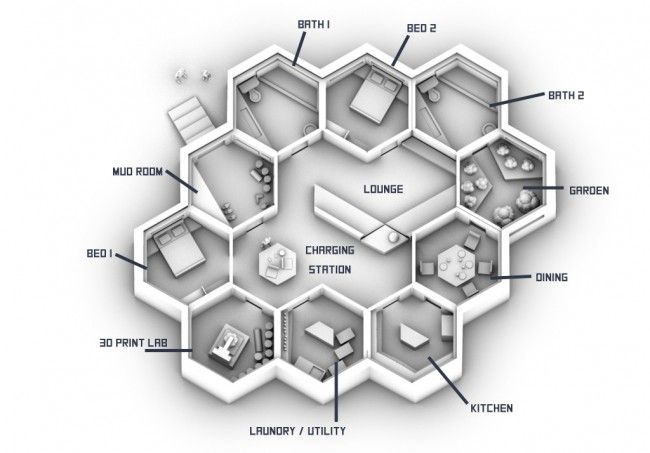 BATH 1
BED 2
BATH 2
MUD ROOM
LOUNGE
GARDEN
BED 1
CHARGING
STATION
DINING
3D PRINT LAB
KITCHEN
LAUNDRY / UTILITY